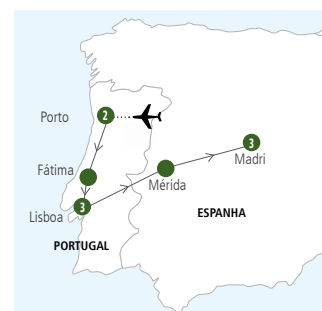 Porto
2
3
Madri
Fátima
Mérida
3
Lisboa
ESPANHA
PORTUGAL